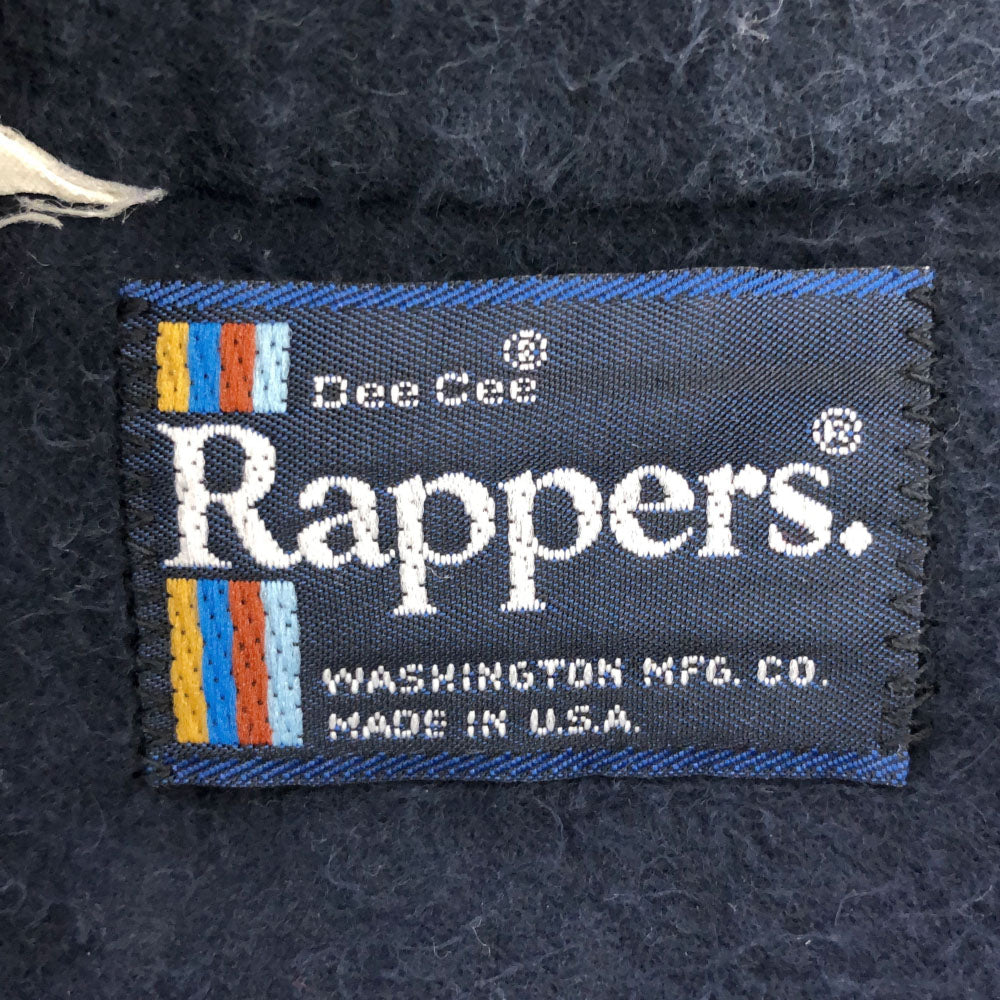 Dee Cee®
Rappers.®
WASHINGTON MFG. CO.
MADE IN U.S.A.